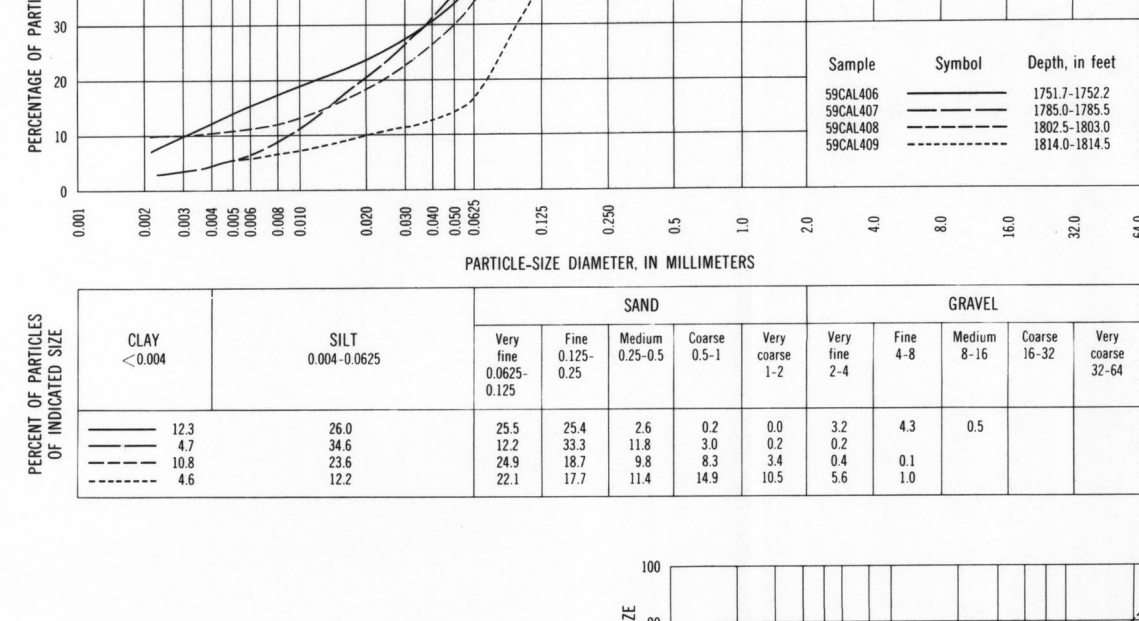 PERCENTAGE OF PARTI
30
20
10
0
Sample Symbol Depth, in feet
59CAL406 1751.7-1752.2
59CAL407 1785.0-1785.5
59CAL408 1802.5-1803.0
59CAL409 1814.0-1814.5
0.001 0.002 0.003 0.004 0.005 0.006 0.008 0.010 0.020 0.030 0.040 0.050 0.0625 0.125 0.250 0.5 1.0 2.0 4.0 8.0 16.0 32.0 64.0
PARTICLE-SIZE DIAMETER, IN MILLIMETERS
PERCENT OF PARTICLES
OF INDICATED SIZE
SAND GRAVEL
CLAY SILT Very Fine Medium Coarse Very Very Fine Medium Coarse Very
<0.004 0.004-0.0625 fine 0.125- 0.25-0.5 0.5-1 coarse fine 4-8 8-16 16-32 coarse
0.0625- 0.25 1-2 2-4 32-64
0.125
12.3 26.0 25.5 25.4 2.6 0.2 0.0 3.2 4.3 0.5
4.7 34.6 12.2 33.3 11.8 3.0 0.2 0.2
10.8 23.6 24.9 18.7 9.8 8.3 3.4 0.4 0.1
4.6 12.2 22.1 17.7 11.4 14.9 10.5 5.6 1.0
100
ZE